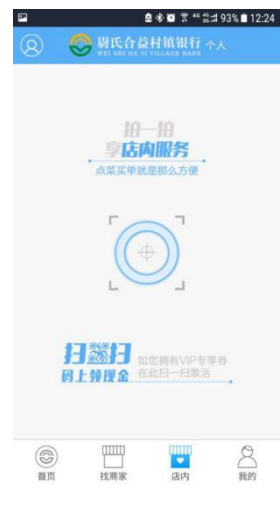 93% 12:24
尉氏合益村镇银行 个人
WEI SHI HE YI VILLAGE BANK
拍一拍
享店内服务
点菜买单就是那么方便
扫扫
码上领现金
如您拥有VIP专享券
在此扫一扫激活
首页 找商家 店内 我的